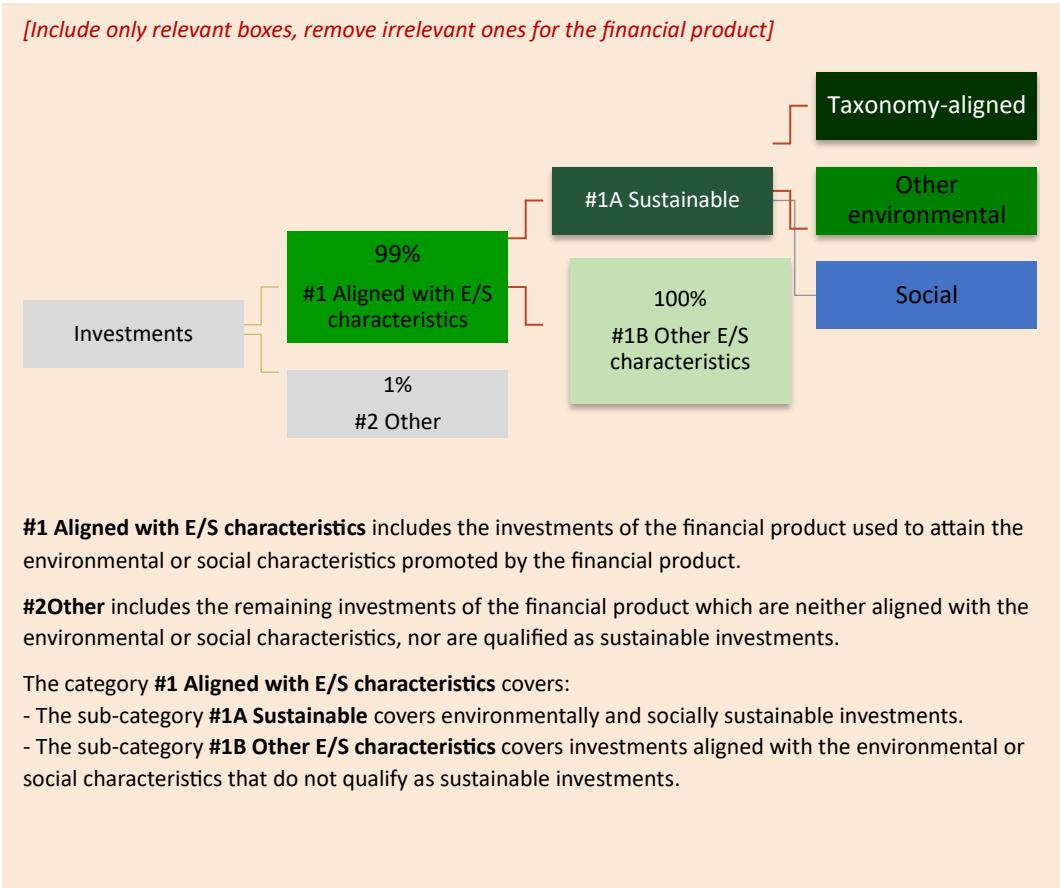 [Include only relevant boxes, remove irrelevant ones for the financial product]
Taxonomy-aligned
#1A Sustainable
Other
environmental
99%
#1 Aligned with E/S
characteristics
100%
#1B Other E/S
characteristics
Social
Investments
1%
#2 Other
#1 Aligned with E/S characteristics includes the investments of the financial product used to attain the
environmental or social characteristics promoted by the financial product.
#2Other includes the remaining investments of the financial product which are neither aligned with the
environmental or social characteristics, nor are qualified as sustainable investments.
The category #1 Aligned with E/S characteristics covers:
- The sub-category #1A Sustainable covers environmentally and socially sustainable investments.
- The sub-category #1B Other E/S characteristics covers investments aligned with the environmental or
social characteristics that do not qualify as sustainable investments.